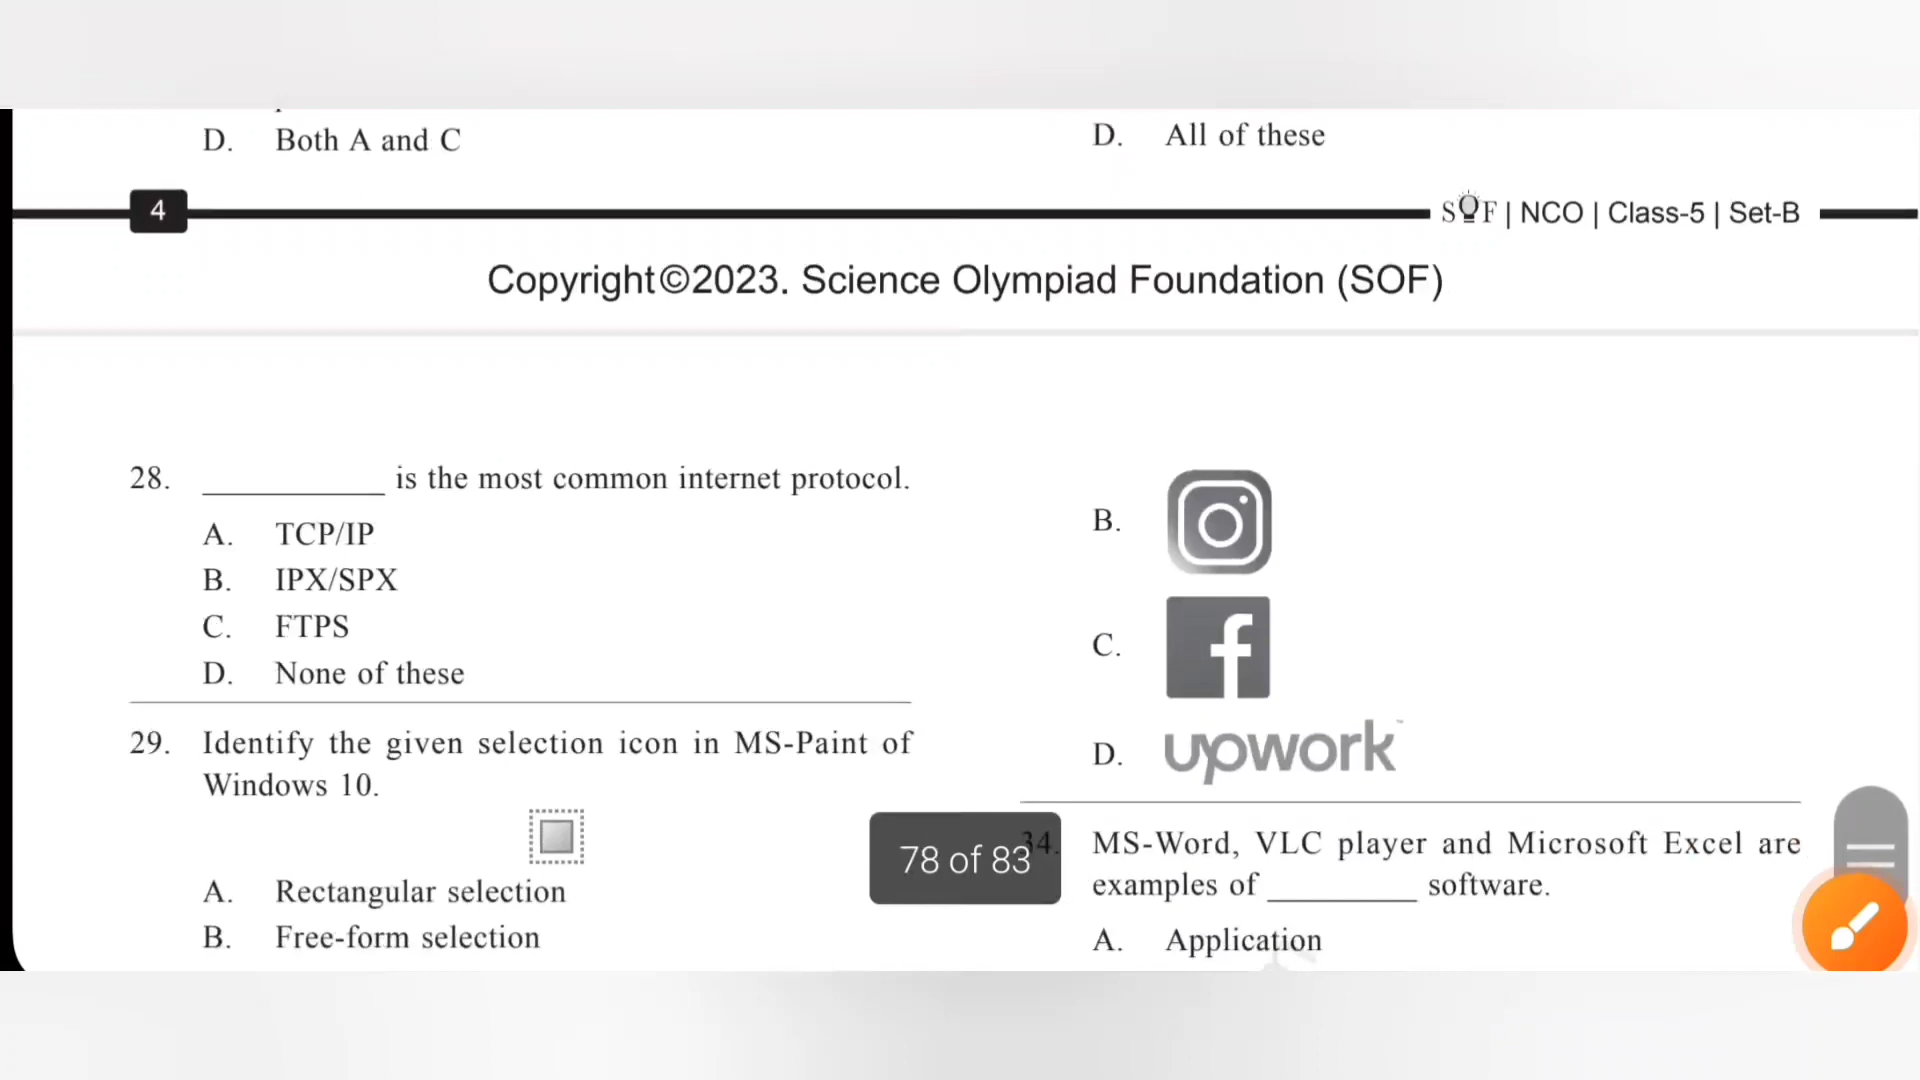 D. Both A and C
D. All of these
4
SOF | NCO | Class-5 | Set-B
Copyright©2023. Science Olympiad Foundation (SOF)
28. __________ is the most common internet protocol.
A. TCP/IP
B. IPX/SPX
C. FTPS
D. None of these
29. Identify the given selection icon in MS-Paint of
Windows 10.
A. Rectangular selection
B. Free-form selection
B.
C. f
D. upwork
78 of 83
34. MS-Word, VLC player and Microsoft Excel are
examples of __________ software.
A. Application